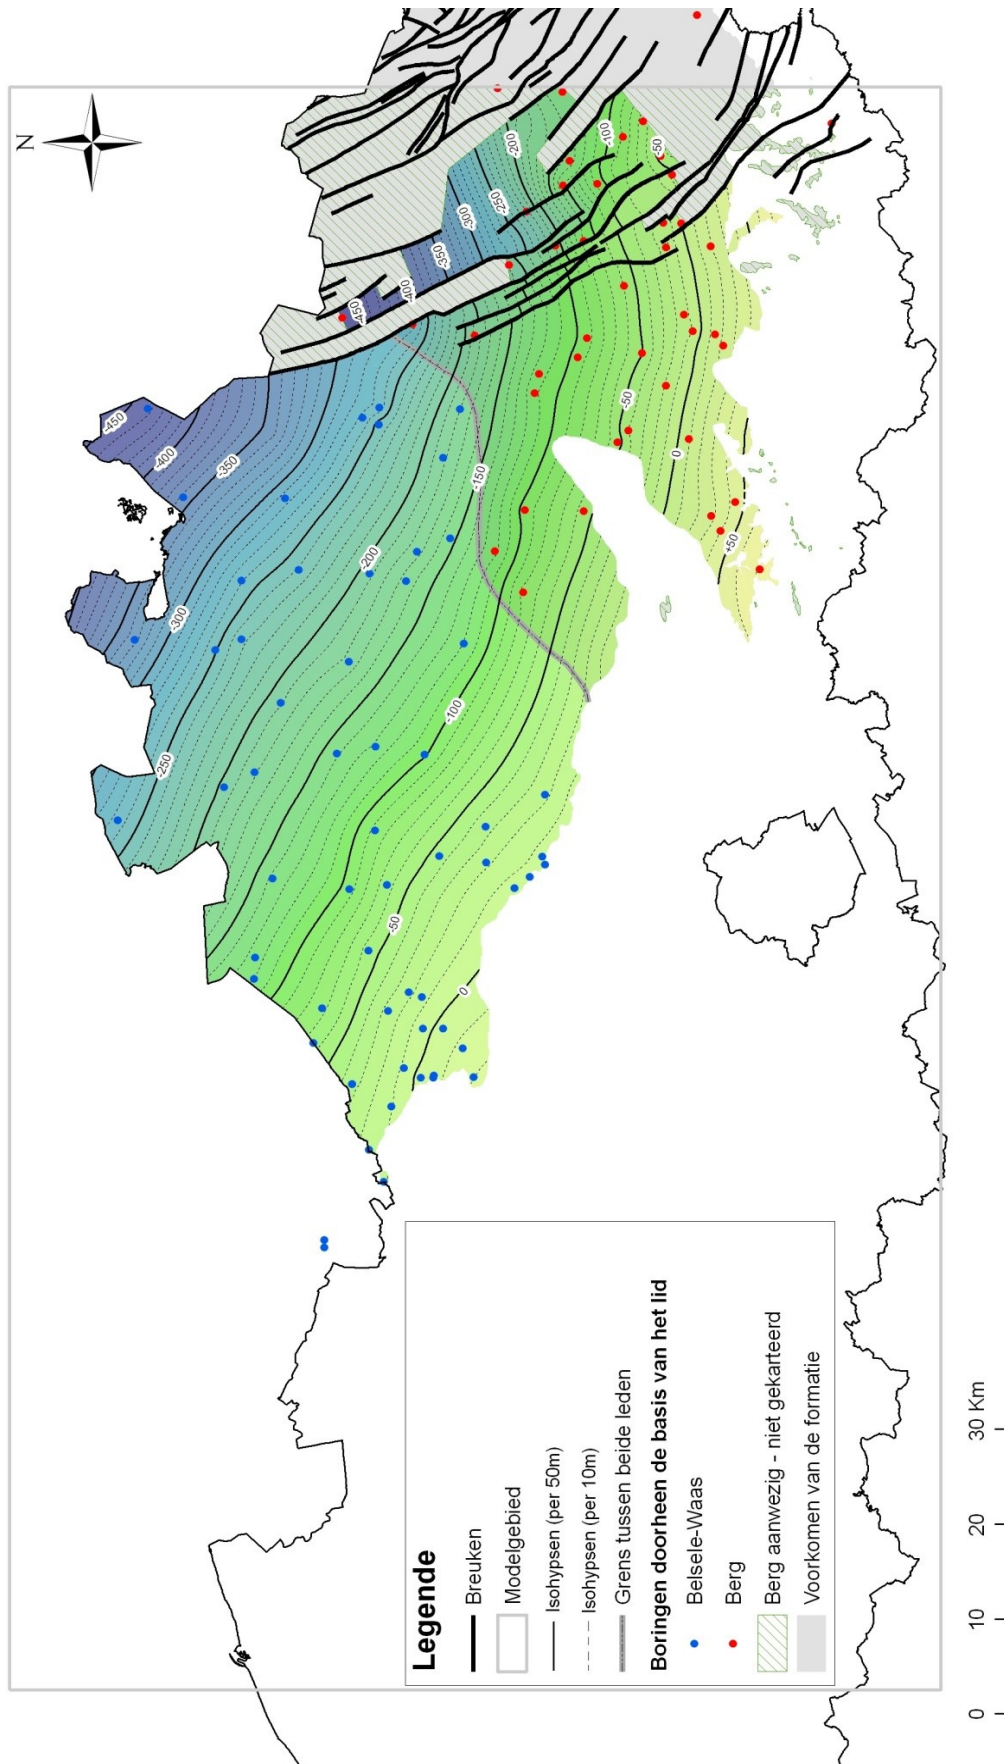 N
-450
-400
-350
-300
-250
-200
-150
-100
-50
0
-50
0
+50
-450
-400
-350
-300
-250
-200
-100
-50
Legende
Breuken
Modelgebied
Isohypsen (per 50m)
Isohypsen (per 10m)
Grens tussen beide leden
Boringen doorheen de basis van het lid
Belsele-Waas
Berg
Berg aanwezig - niet gekarteerd
Voorkomen van de formatie
0 10 20 30 Km